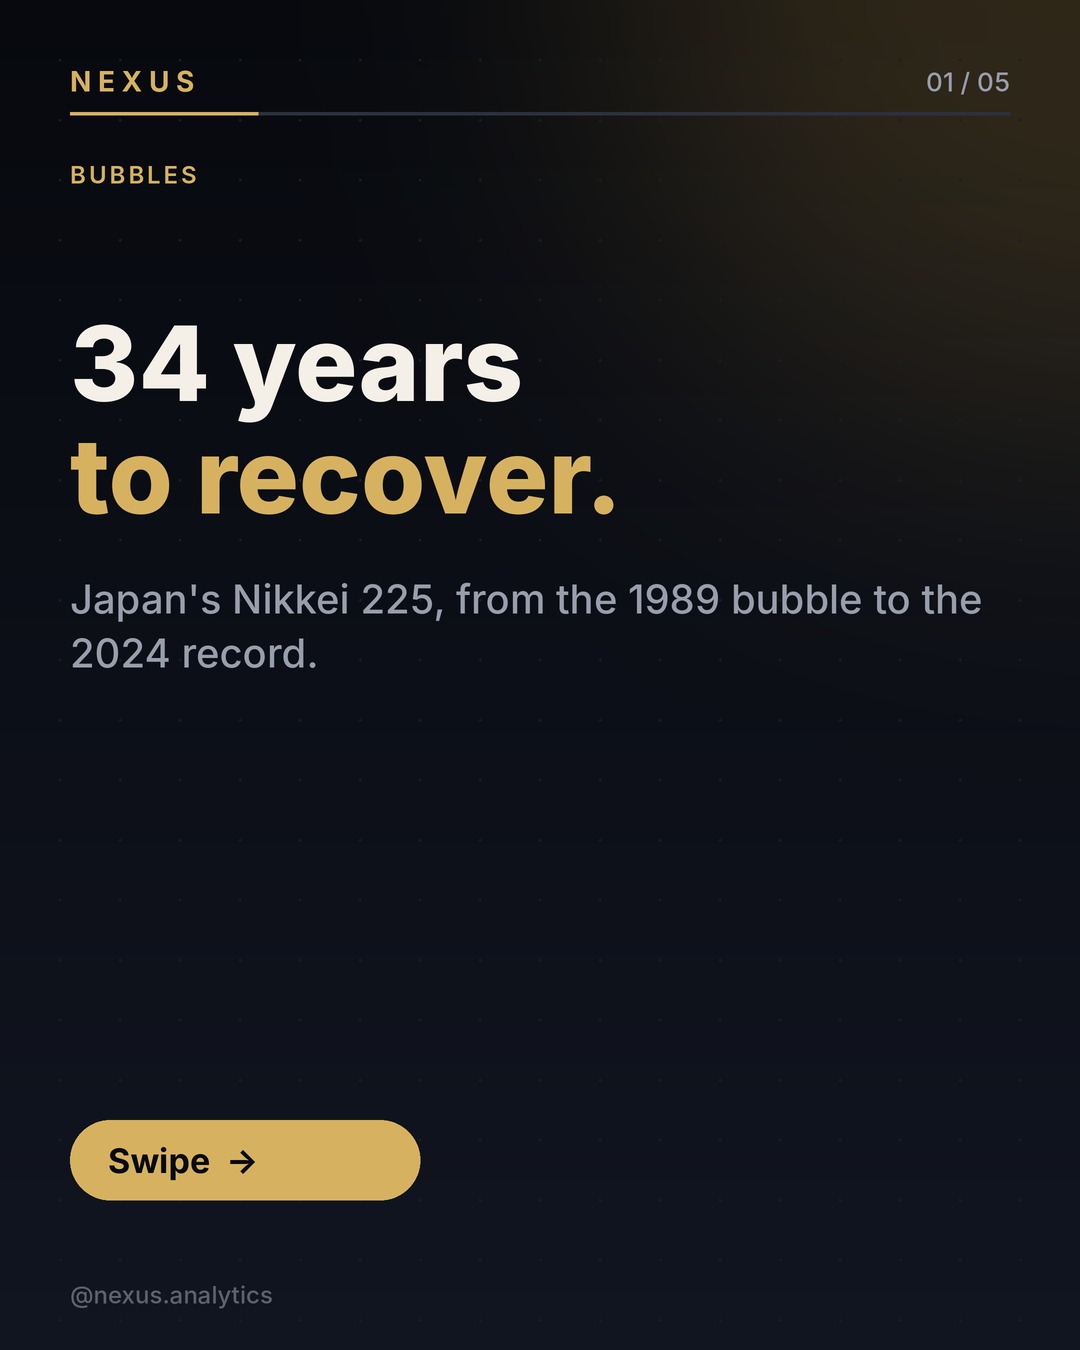 NEXUS
01 / 05
BUBBLES
34 years
to recover.
Japan's Nikkei 225, from the 1989 bubble to the
2024 record.
Swipe →
@nexus.analytics